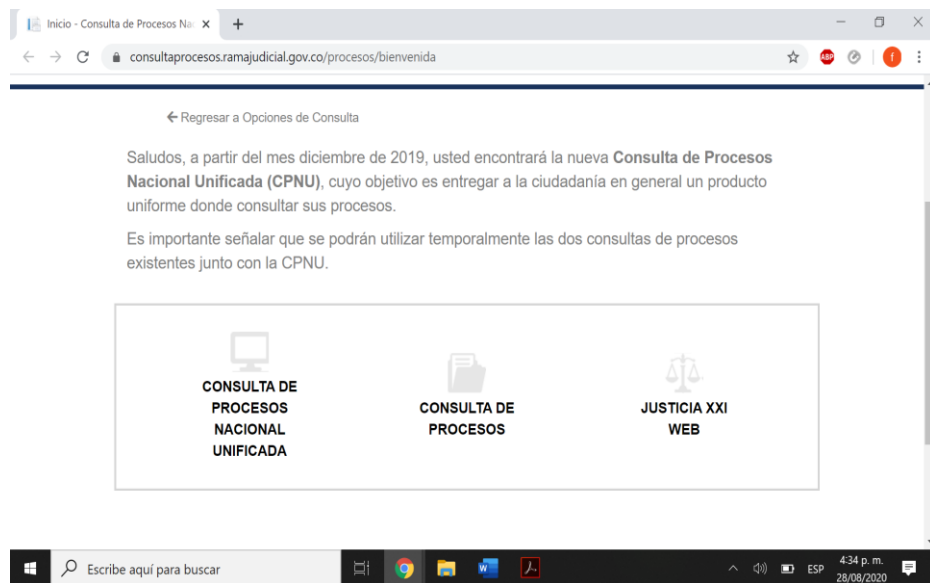 Inicio - Consulta de Procesos Na
consultaprocesos.ramajudicial.gov.co/procesos/bienvenida
ABP
f
Regresar a Opciones de Consulta
Saludos, a partir del mes diciembre de 2019, usted encontrará la nueva Consulta de Procesos
Nacional Unificada (CPNU), cuyo objetivo es entregar a la ciudadanía en general un producto
uniforme donde consultar sus procesos.
Es importante señalar que se podrán utilizar temporalmente las dos consultas de procesos
existentes junto con la CPNU.
CONSULTA DE
PROCESOS
NACIONAL
UNIFICADA
CONSULTA DE
PROCESOS
JUSTICIA XXI
WEB
Escribe aquí para buscar
ESP
4:34 p. m.
28/08/2020